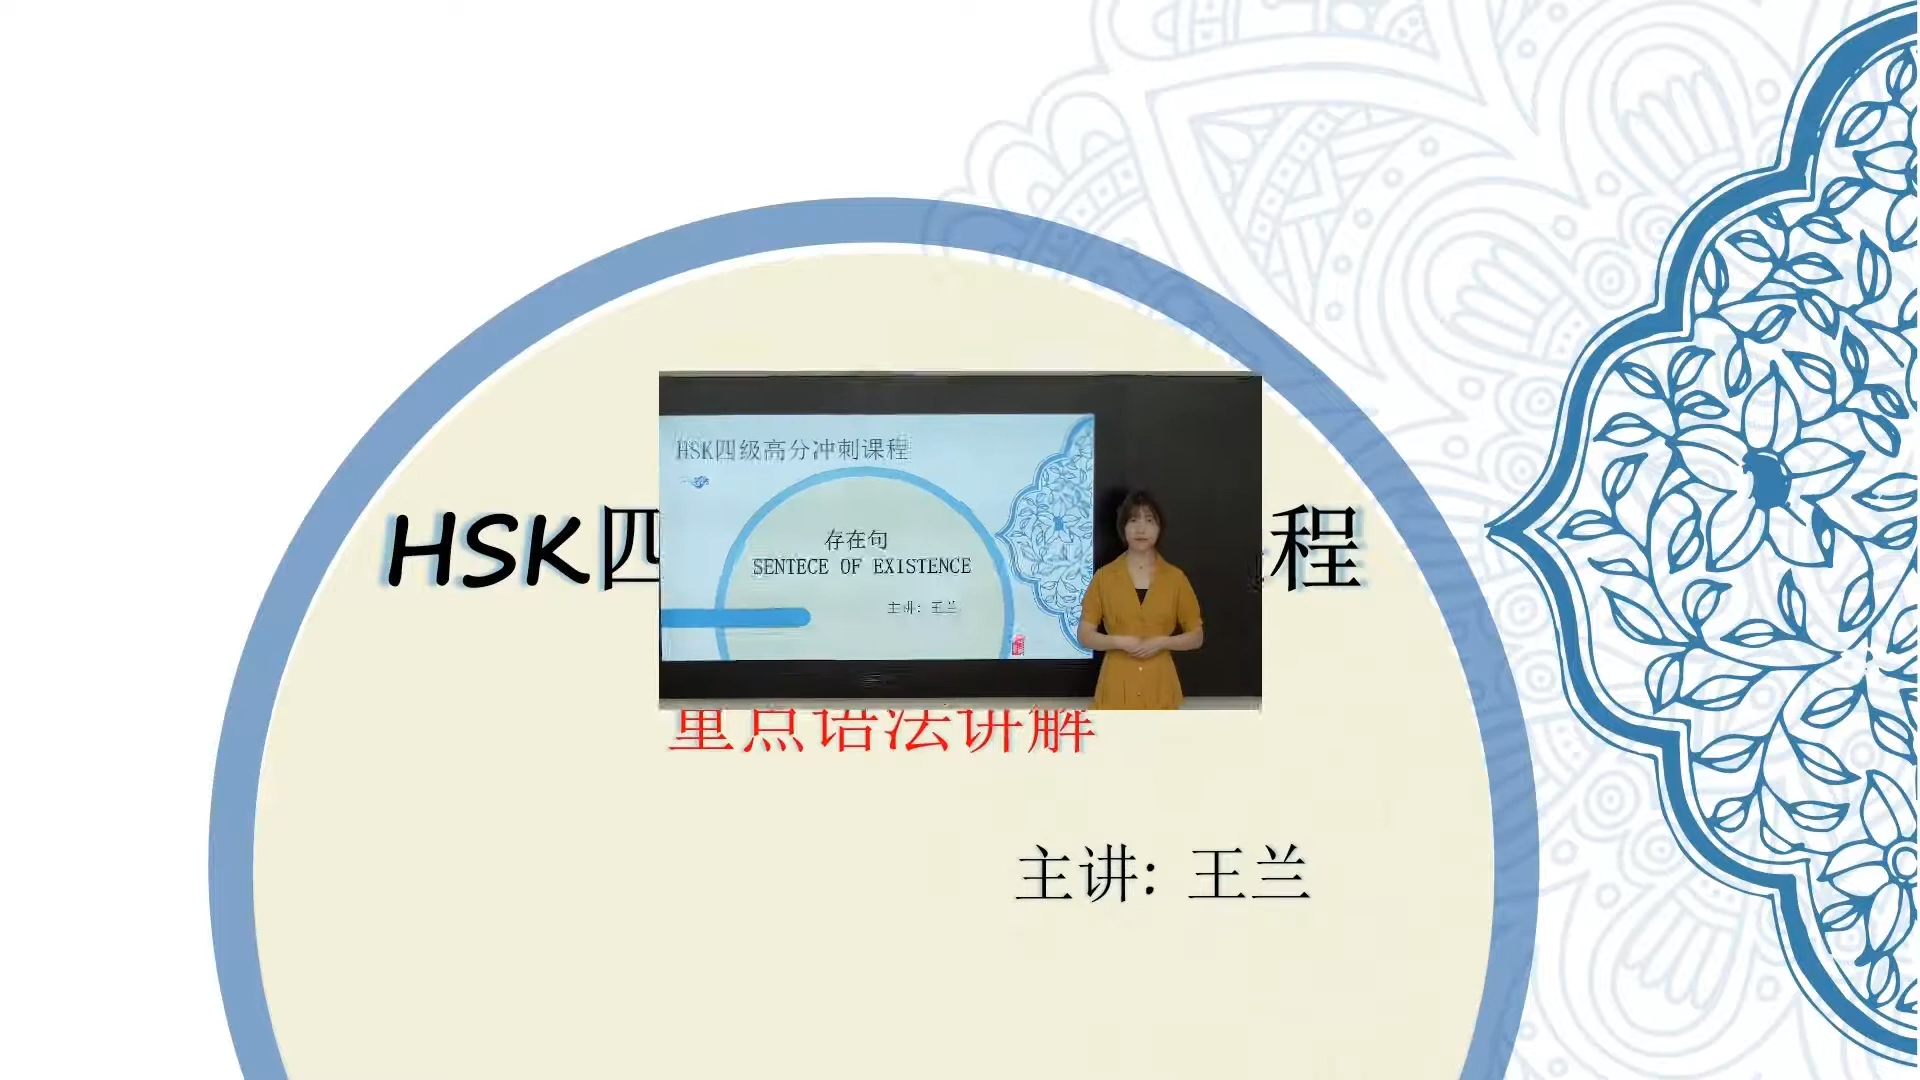 HSK四
程
重点语法讲解
主讲: 王兰
HSK四级高分冲刺课程
存在句
SENTECE OF EXISTENCE
主讲: 王兰